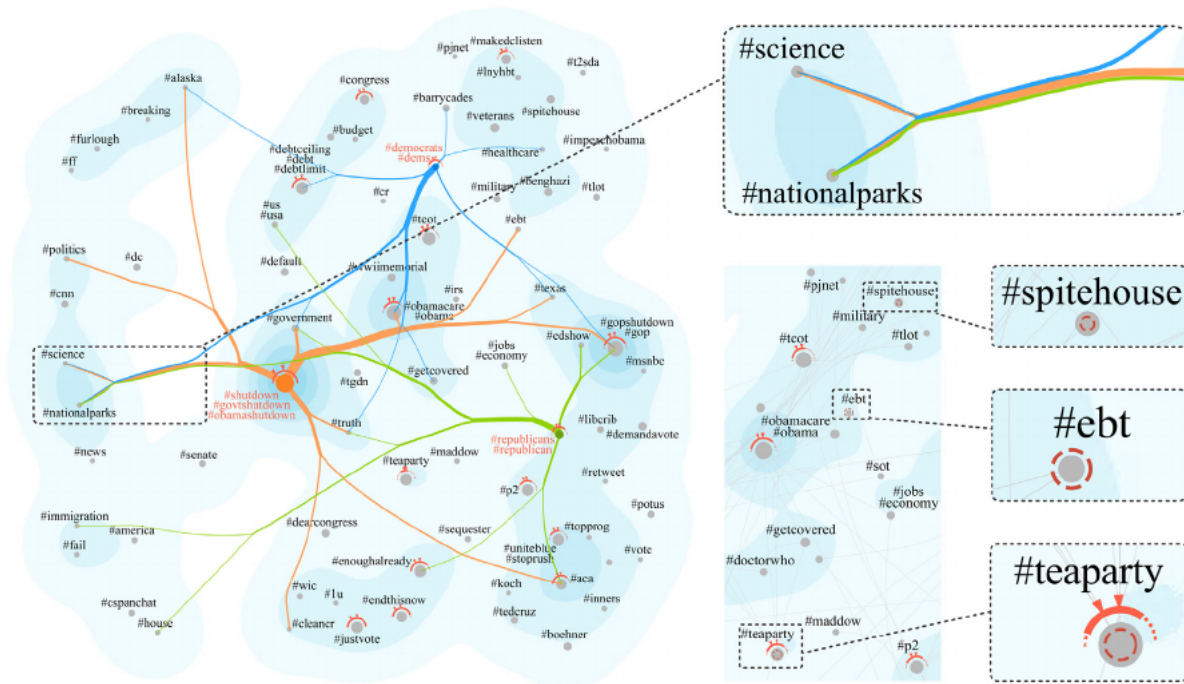 #science
#nationalparks
#pjnet
#makedclisten
#lnyhbt
#t2sda
#alaska
#congress
#breaking
#barrycades
#spitehouse
#budget
#veterans
#furlough
#debtceiling
#debt
#debtlimit
#democrats
#healthcare
#impeachobama
#ff
#cr
#military
#benghazi
#tlot
#us
#usa
#tcot
#ebt
#politics
#dc
#default
#wwiimemorial
#irs
#texas
#cnn
#obamacare
#obama
#government
#gopshutdown
#gop
#edshow
#science
#jobs
#economy
#msnbc
#tgdn
#getcovered
#nationalparks
#shutdown
#govtshutdown
#obamashutdown
#truth
#republicans
#republican
#libcrib
#demandavote
#news
#senate
#teaparty
#maddow
#retweet
#p2
#potus
#immigration
#america
#dearcongress
#sequester
#topprog
#fail
#uniteblue
#stoprush
#vote
#enoughalready
#aca
#wic
#1u
#endthisnow
#koch
#inners
#cspanchat
#house
#cleancr
#justvote
#tedcruz
#boehner
#pjnet
#spitehouse
#military
#tcot
#tlot
#ebt
#obamacare
#obama
#sot
#jobs
#economy
#getcovered
#doctorwho
#maddow
#teaparty
#p2
#spitehouse
#ebt
#teaparty